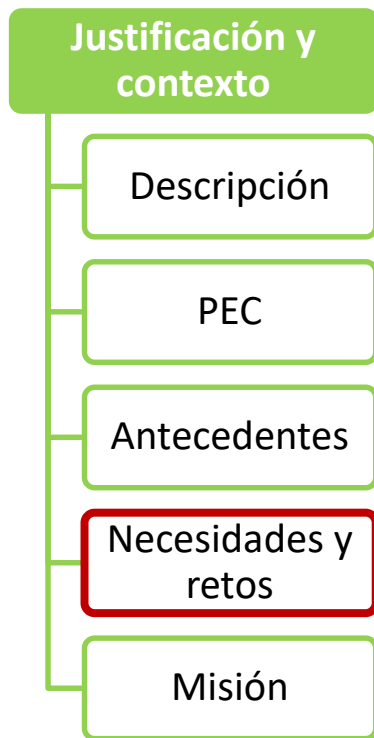 Justificación y
contexto
Descripción
PEC
Antecedentes
Necesidades y
retos
Misión